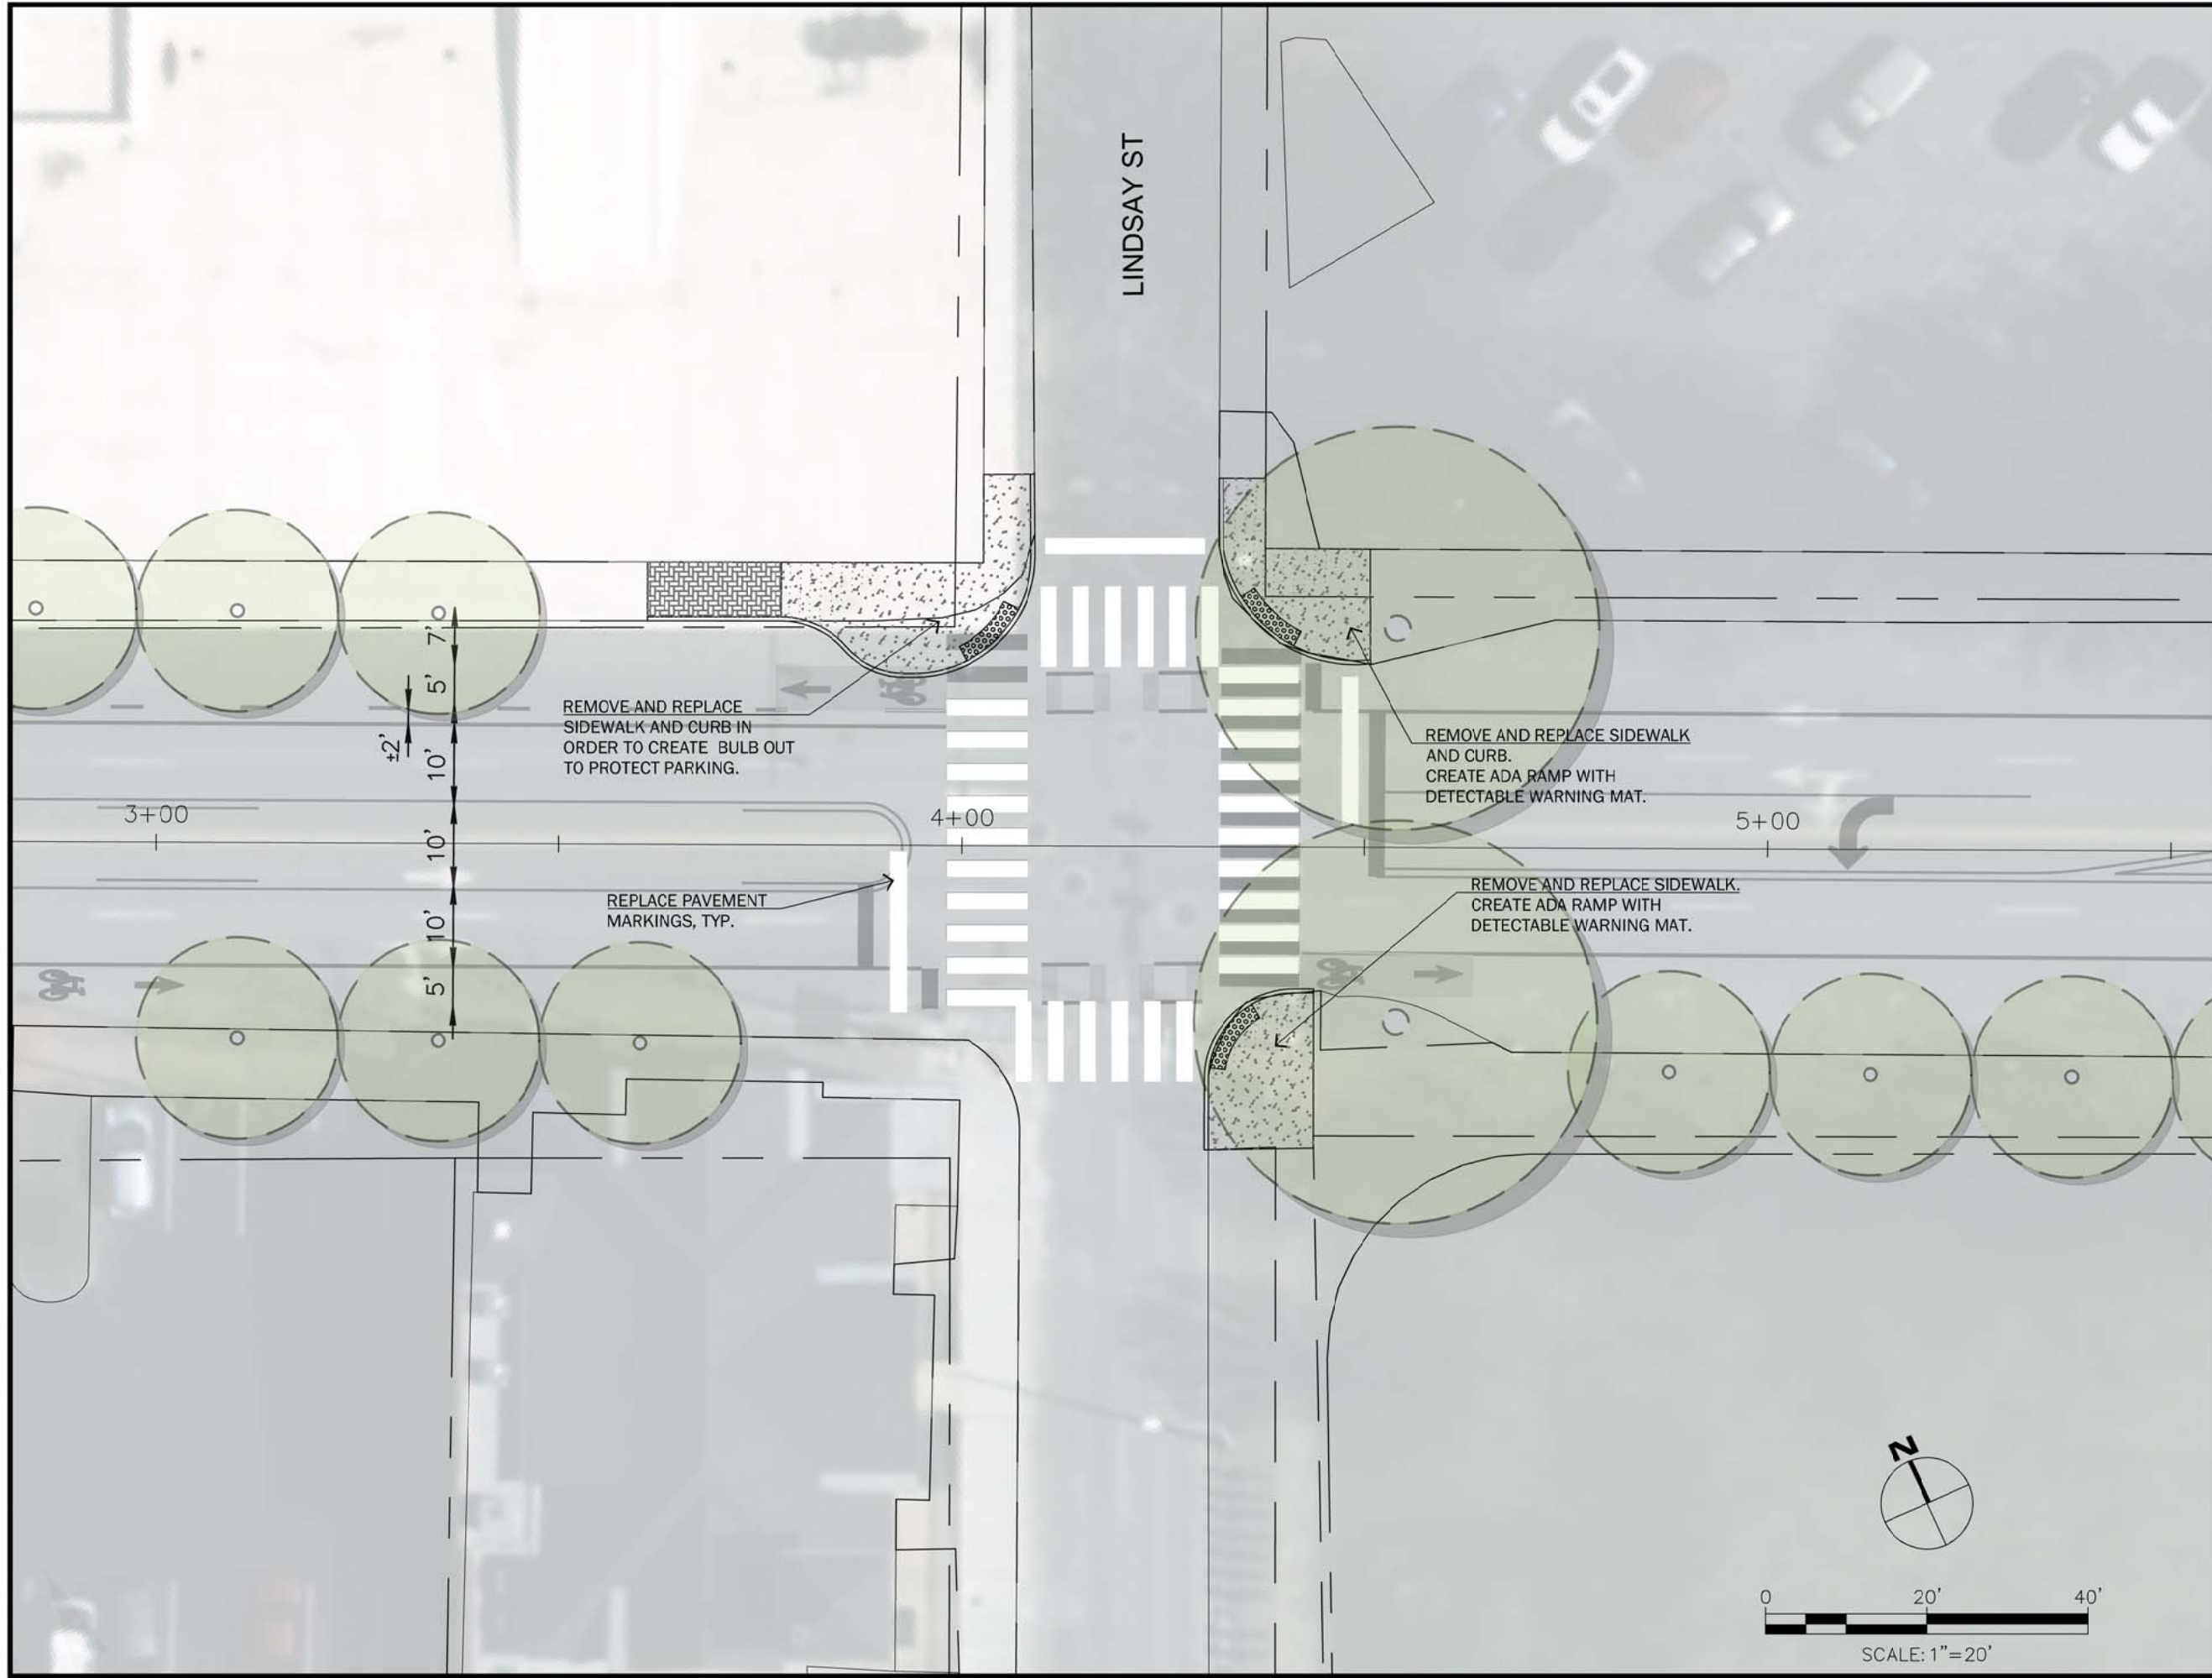 LINDSAY ST
7'
5'
±2'
10'
REMOVE AND REPLACE
SIDEWALK AND CURB IN
ORDER TO CREATE BULB OUT
TO PROTECT PARKING.
REMOVE AND REPLACE SIDEWALK
AND CURB.
CREATE ADA RAMP WITH
DETECTABLE WARNING MAT.
3+00
4+00
5+00
10'
REPLACE PAVEMENT
MARKINGS, TYP.
REMOVE AND REPLACE SIDEWALK.
CREATE ADA RAMP WITH
DETECTABLE WARNING MAT.
10'
5'
N
0 20' 40'
SCALE: 1"=20'